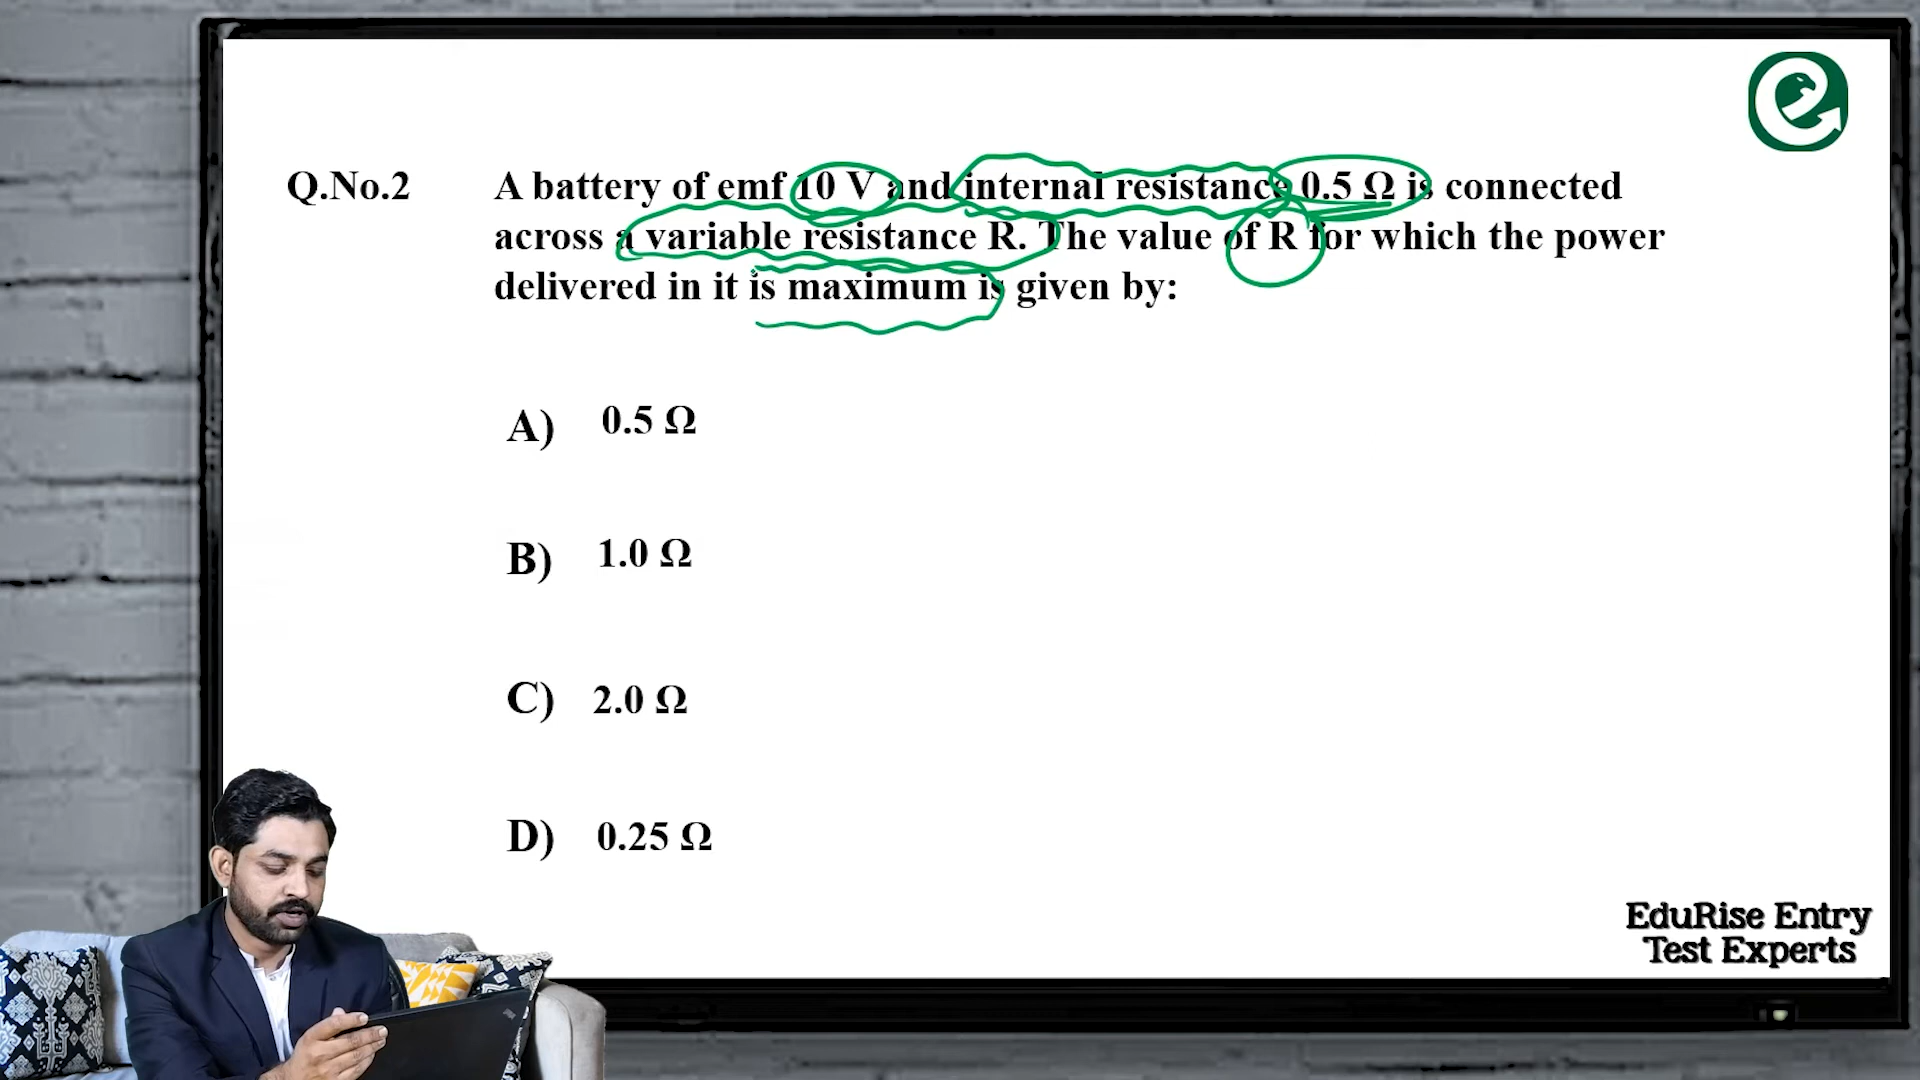 Q.No.2 A battery of emf 10 V and internal resistance 0.5 Ω is connected
across a variable resistance R. The value of R for which the power
delivered in it is maximum is given by:
A) 0.5 Ω
B) 1.0 Ω
C) 2.0 Ω
D) 0.25 Ω
EduRise Entry
Test Experts